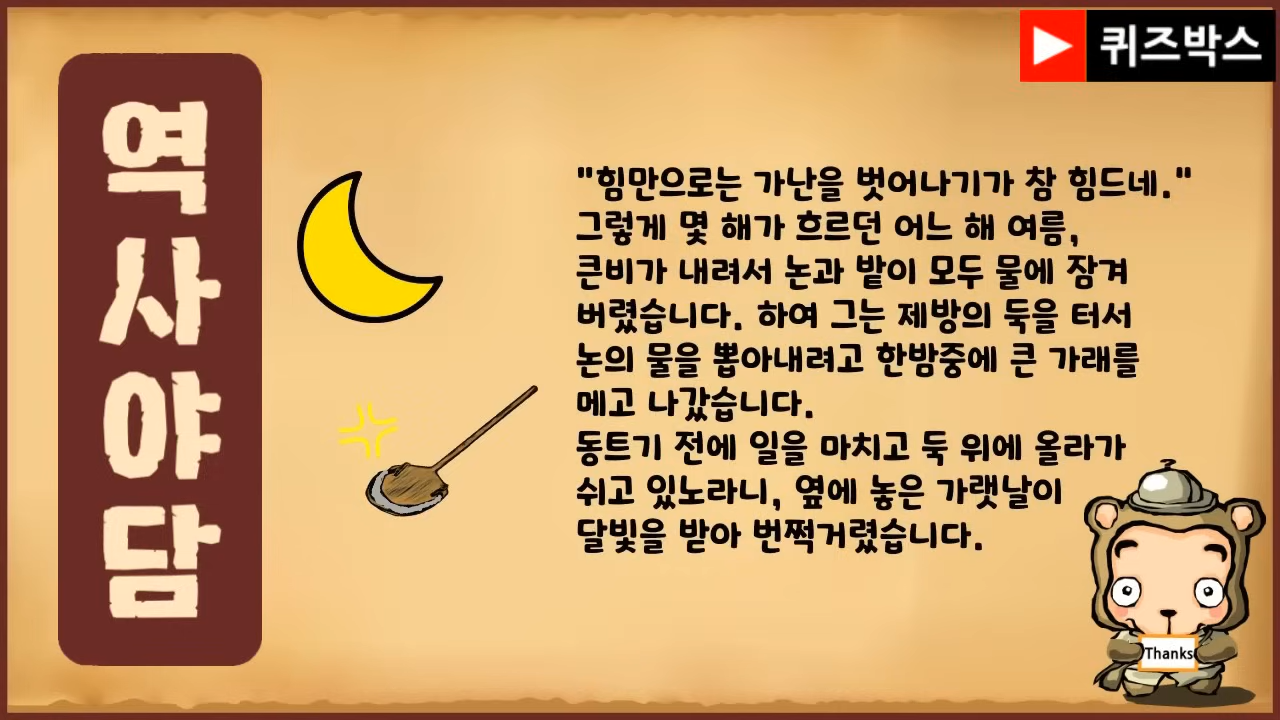 퀴즈박스
역사야담
"힘만으로는 가난을 벗어나기가 참 힘드네."
그렇게 몇 해가 흐르던 어느 해 여름,
큰비가 내려서 논과 밭이 모두 물에 잠겨
버렸습니다. 하여 그는 제방의 둑을 터서
논의 물을 뽑아내려고 한밤중에 큰 가래를
메고 나갔습니다.
동트기 전에 일을 마치고 둑 위에 올라가
쉬고 있노라니, 옆에 놓은 가랫날이
달빛을 받아 번쩍거렸습니다.
Thanks